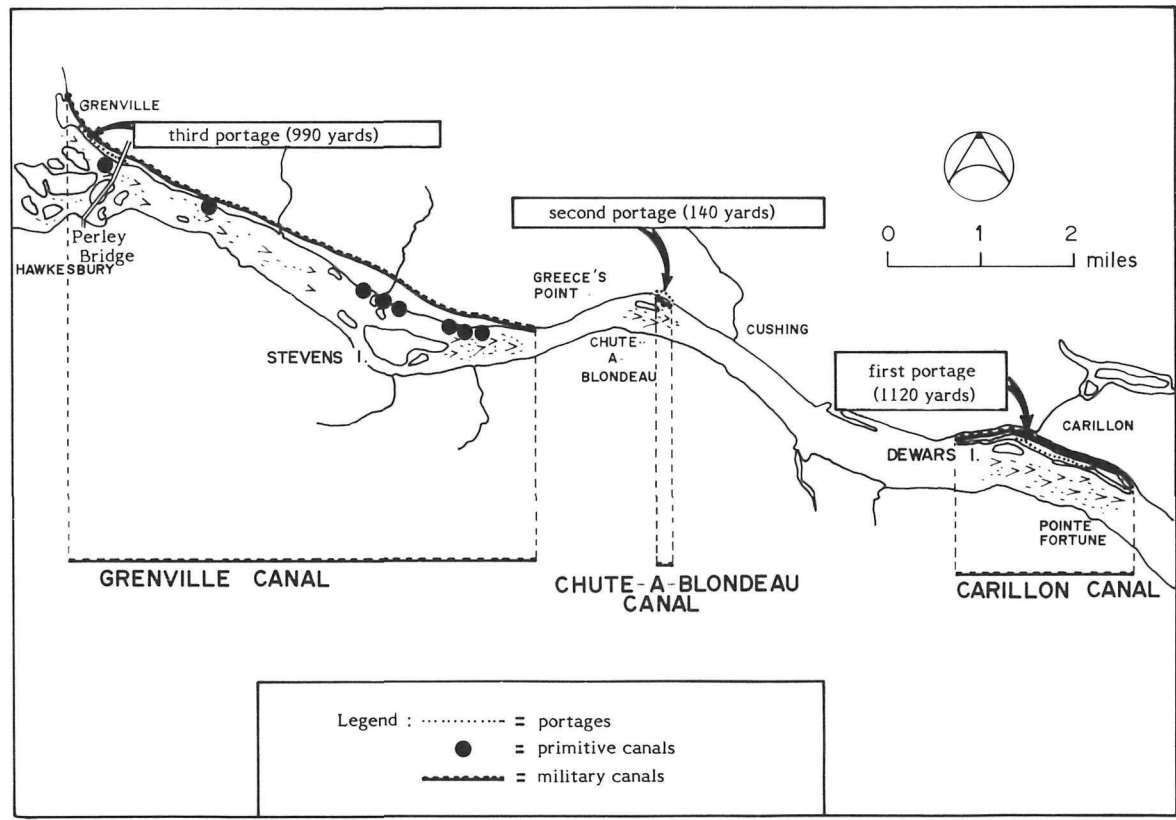 GRENVILLE
third portage (990 yards)
Perley
Bridge
HAWKESBURY
STEVENS I.
second portage (140 yards)
GREECE'S
POINT
CHUTE-
A-
BLONDEAU
CUSHING
0 1 2
miles
first portage
(1120 yards)
CARILLON
DEWARS I.
POINTE
FORTUNE
GRENVILLE CANAL
CHUTE-A-BLONDEAU
CANAL
CARILLON CANAL
Legend : = portages
= primitive canals
= military canals